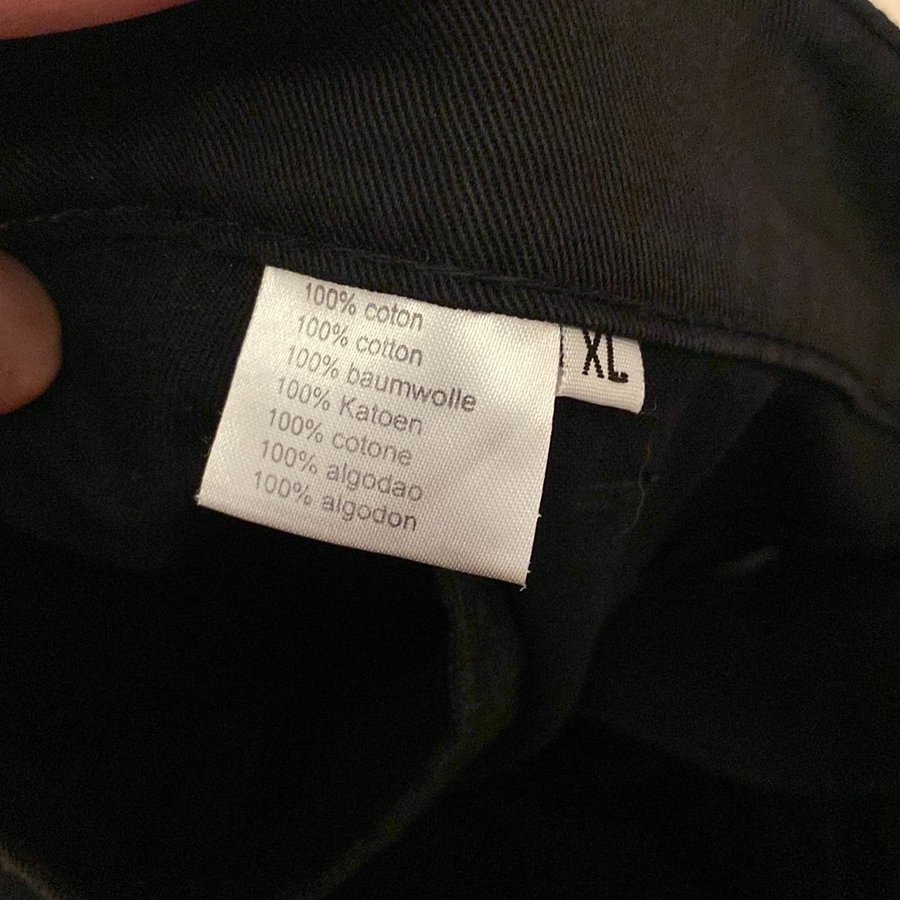 100% coton
100% cotton
100% baumwolle
100% Katoen
100% cotone
100% algodao
100% algodon
XL